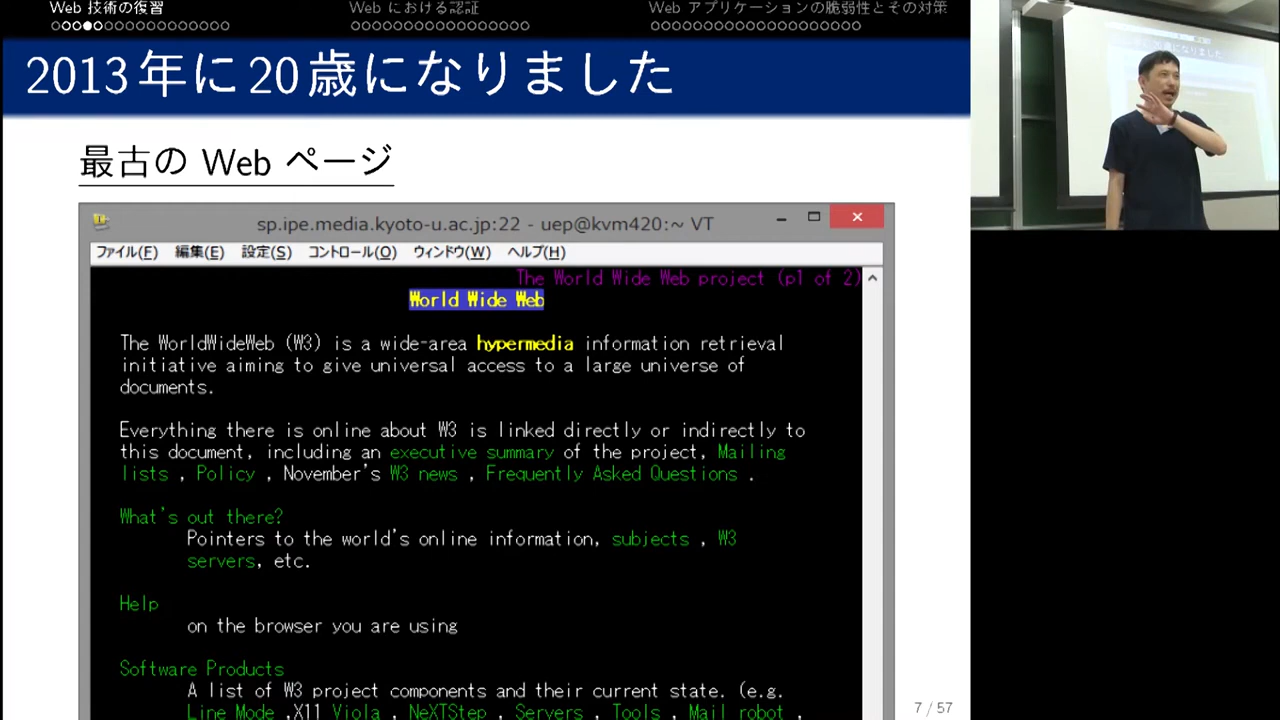 Web 技術の復習
Web における認証
Web アプリケーションの脆弱性とその対策
2013年に20歳になりました
最古の Web ページ
sp.ipe.media.kyoto-u.ac.jp:22 - uep@kvm420:~ VT
ファイル(F) 編集(E) 設定(S) コントロール(O) ウィンドウ(W) ヘルプ(H)
The World Wide Web project (p1 of 2)
World Wide Web
The WorldWideWeb (W3) is a wide-area hypermedia information retrieval
initiative aiming to give universal access to a large universe of
documents.
Everything there is online about W3 is linked directly or indirectly to
this document, including an executive summary of the project, Mailing
lists , Policy , November's W3 news , Frequently Asked Questions .
What's out there?
Pointers to the world's online information, subjects , W3
servers, etc.
Help
on the browser you are using
Software Products
A list of W3 project components and their current state. (e.g.
Line Mode ,X11 Viola , NeXTStep , Servers , Tools , Mail robot ,
7 / 57